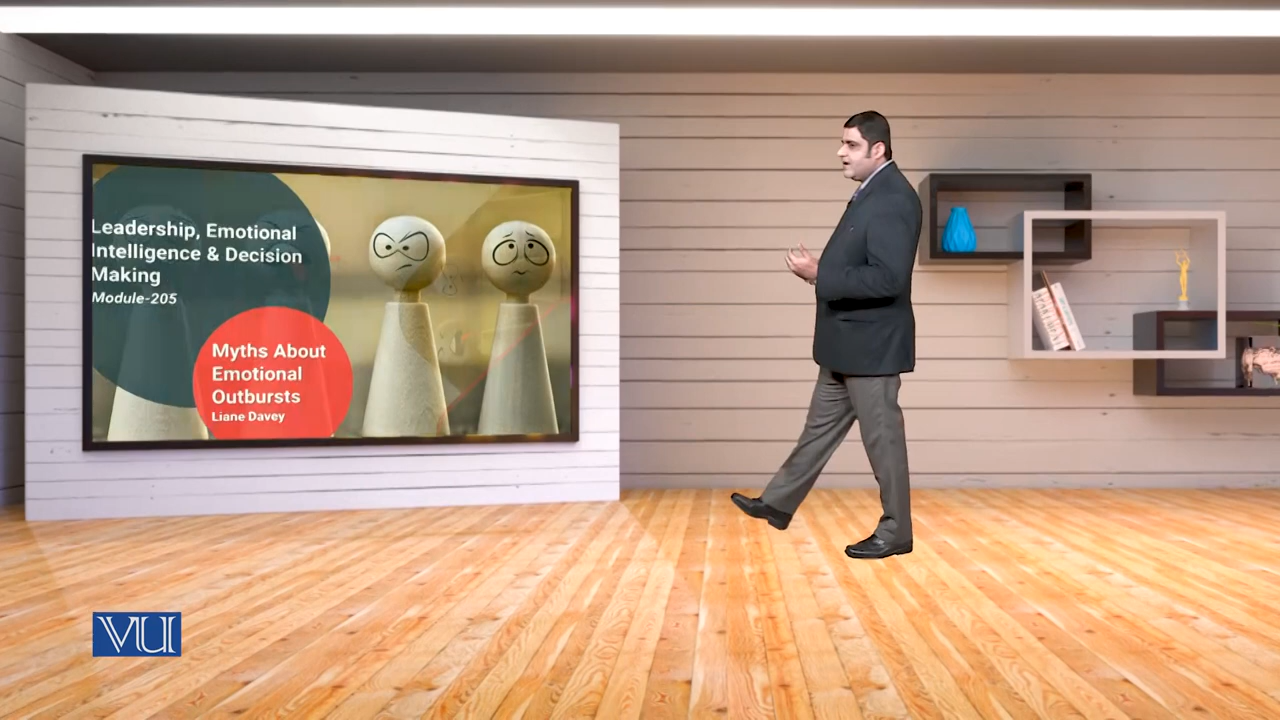 Leadership, Emotional
Intelligence & Decision
Making
Module-205
Myths About
Emotional
Outbursts
Liane Davey
VU